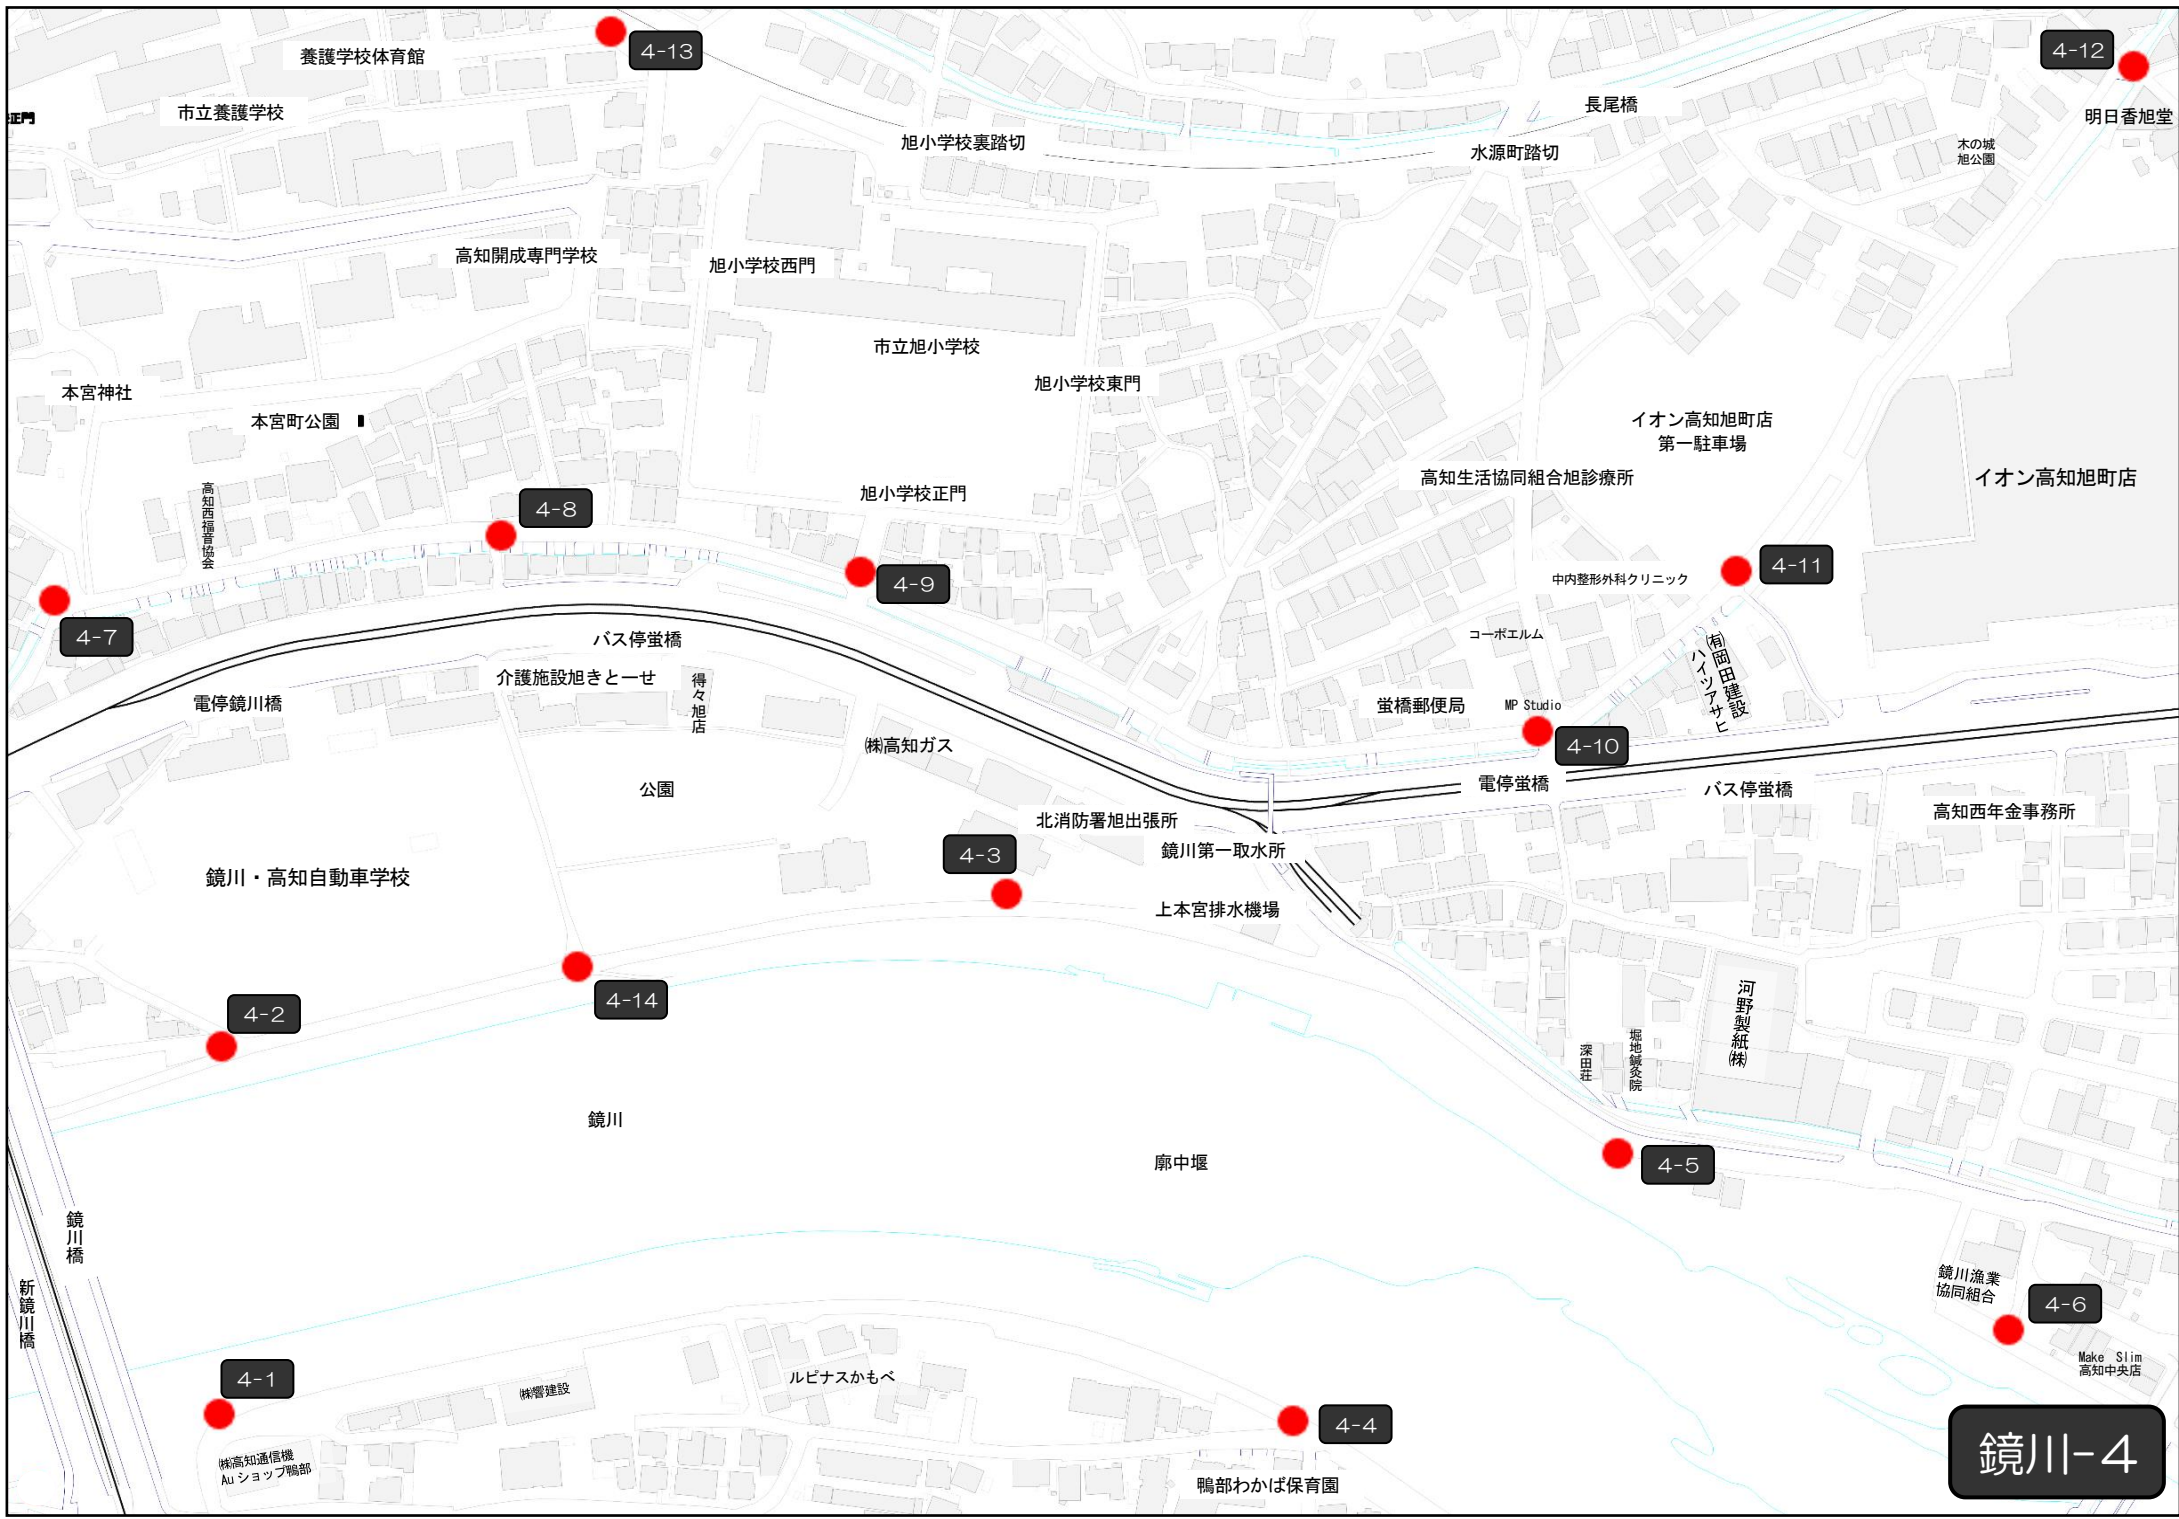 4-13
4-12
養護学校体育館
市立養護学校
正門
長尾橋
明日香旭堂
旭小学校裏踏切
水源町踏切
木の城
旭公園
高知開成専門学校
旭小学校西門
市立旭小学校
旭小学校東門
本宮神社
本宮町公園
イオン高知旭町店
第一駐車場
高知生活協同組合旭診療所
イオン高知旭町店
旭小学校正門
高知西福音協会
4-8
4-9
4-11
中内整形外科クリニック
4-7
バス停蛍橋
コーポエルム
㈲岡田建設
ハイツアサヒ
介護施設旭きとーせ
得々旭店
電停鏡川橋
蛍橋郵便局
MP Studio
4-10
㈱高知ガス
公園
電停蛍橋
バス停蛍橋
高知西年金事務所
北消防署旭出張所
鏡川第一取水所
4-3
鏡川・高知自動車学校
上本宮排水機場
4-14
4-2
河野製紙㈱
深田荘
堀地鍼灸院
鏡川
廓中堰
4-5
鏡川橋
新鏡川橋
鏡川漁業
協同組合
4-6
Make Slim
高知中央店
4-1
㈱響建設
ルピナスかもべ
4-4
㈱高知通信機
Auショップ鴨部
鴨部わかば保育園
鏡川-4